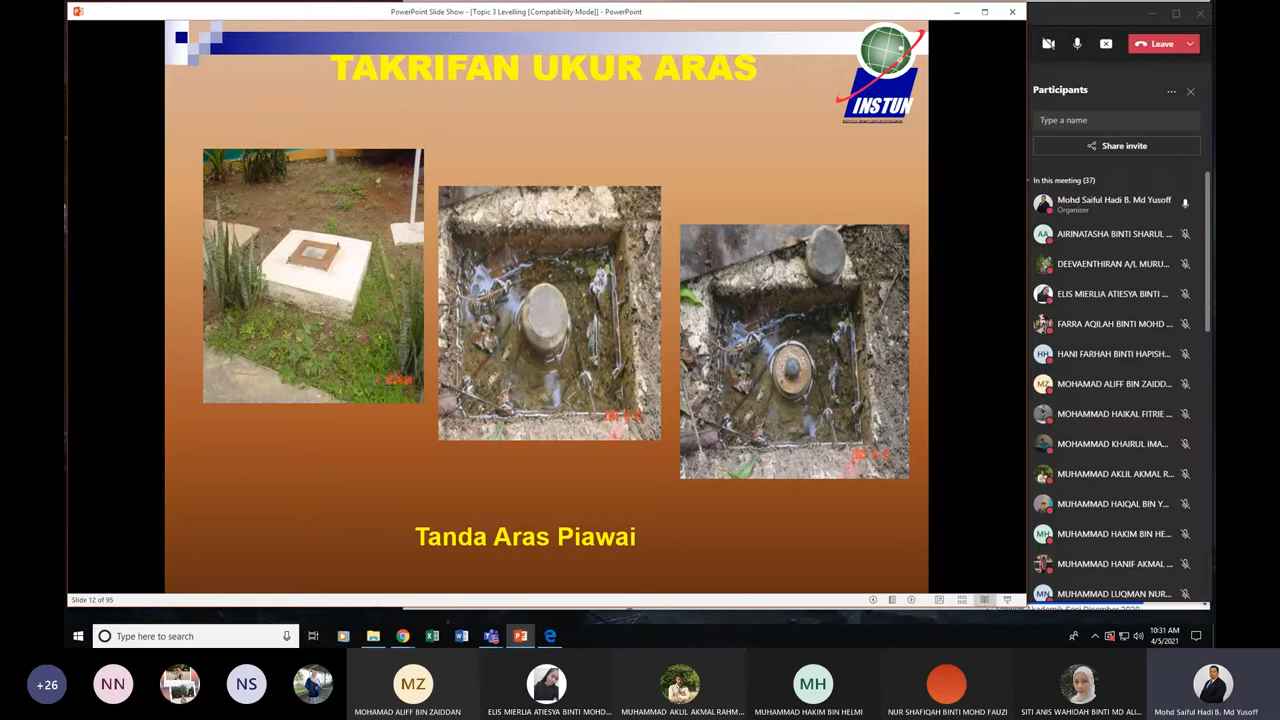 PowerPoint Slide Show - [Topic 3 Levelling [Compatibility Mode]] - PowerPoint
TAKRIFAN UKUR ARAS
INSTUN
Tanda Aras Piawai
Slide 12 of 95
Leave
Participants
Type a name
Share invite
In this meeting (37)
Mohd Saiful Hadi B. Md Yusoff
Organizer
AA
AIRINATASHA BINTI SHARUL ...
DEEVAENTHIRAN A/L MURU...
ELIS MIERLIA ATIESYA BINTI ...
FARRA AQILAH BINTI MOHD ...
HH
HANI FARHAH BINTI HAPISH...
MZ
MOHAMAD ALIFF BIN ZAIDD...
MOHAMMAD HAIKAL FITRIE ...
MOHAMMAD KHAIRUL IMA...
MUHAMMAD AKLIL AKMAL R...
MUHAMMAD HAIQAL BIN Y...
MH
MUHAMMAD HAKIM BIN HE...
MUHAMMAD HANIF AKMAL ...
MN
MUHAMMAD LUQMAN NUR...
Type here to search
10:31 AM
4/5/2021
+26
NN
NS
MZ
MOHAMAD ALIFF BIN ZAIDDAN
ELIS MIERLIA ATIESYA BINTI MOHD...
MUHAMMAD AKLIL AKMAL RAHM...
MH
MUHAMMAD HAKIM BIN HELMI
NUR SHAFIQAH BINTI MOHD FAUZI
SITI ANIS WAHIDAH BINTI MD ALI...
Mohd Saiful Hadi B. Md Yusoff